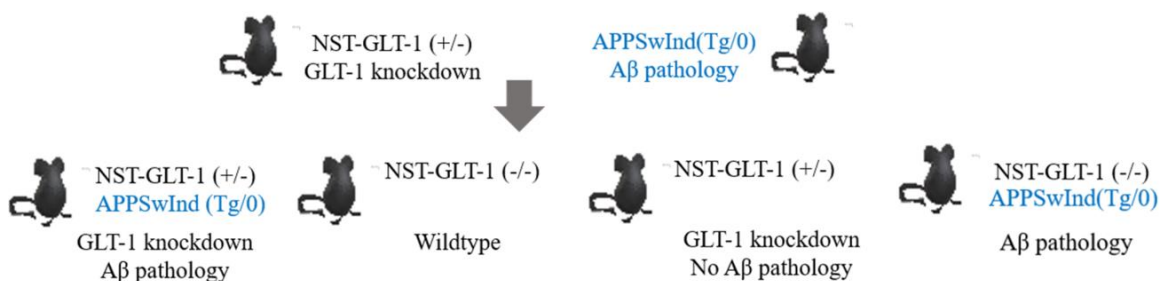 NST-GLT-1 (+/-)
GLT-1 knockdown
APPSwInd(Tg/0)
Aβ pathology
NST-GLT-1 (+/-)
APPSwInd (Tg/0)
GLT-1 knockdown
Aβ pathology
NST-GLT-1 (-/-)
Wildtype
NST-GLT-1 (+/-)
GLT-1 knockdown
No Aβ pathology
NST-GLT-1 (-/-)
APPSwInd(Tg/0)
Aβ pathology